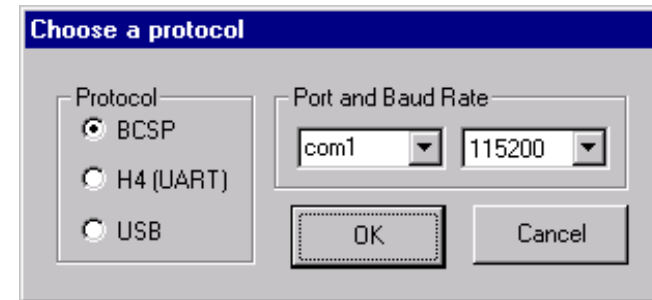 Choose a protocol
Protocol
BCSP
H4 (UART)
USB
Port and Baud Rate
com1
115200
OK
Cancel